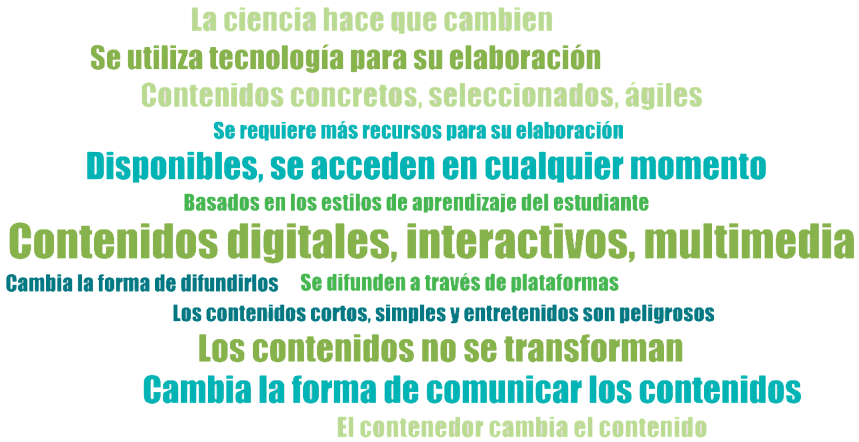 La ciencia hace que cambien
Se utiliza tecnología para su elaboración
Contenidos concretos, seleccionados, ágiles
Se requiere más recursos para su elaboración
Disponibles, se acceden en cualquier momento
Basados en los estilos de aprendizaje del estudiante
Contenidos digitales, interactivos, multimedia
Cambia la forma de difundirlos
Se difunden a través de plataformas
Los contenidos cortos, simples y entretenidos son peligrosos
Los contenidos no se transforman
Cambia la forma de comunicar los contenidos
El contenedor cambia el contenido